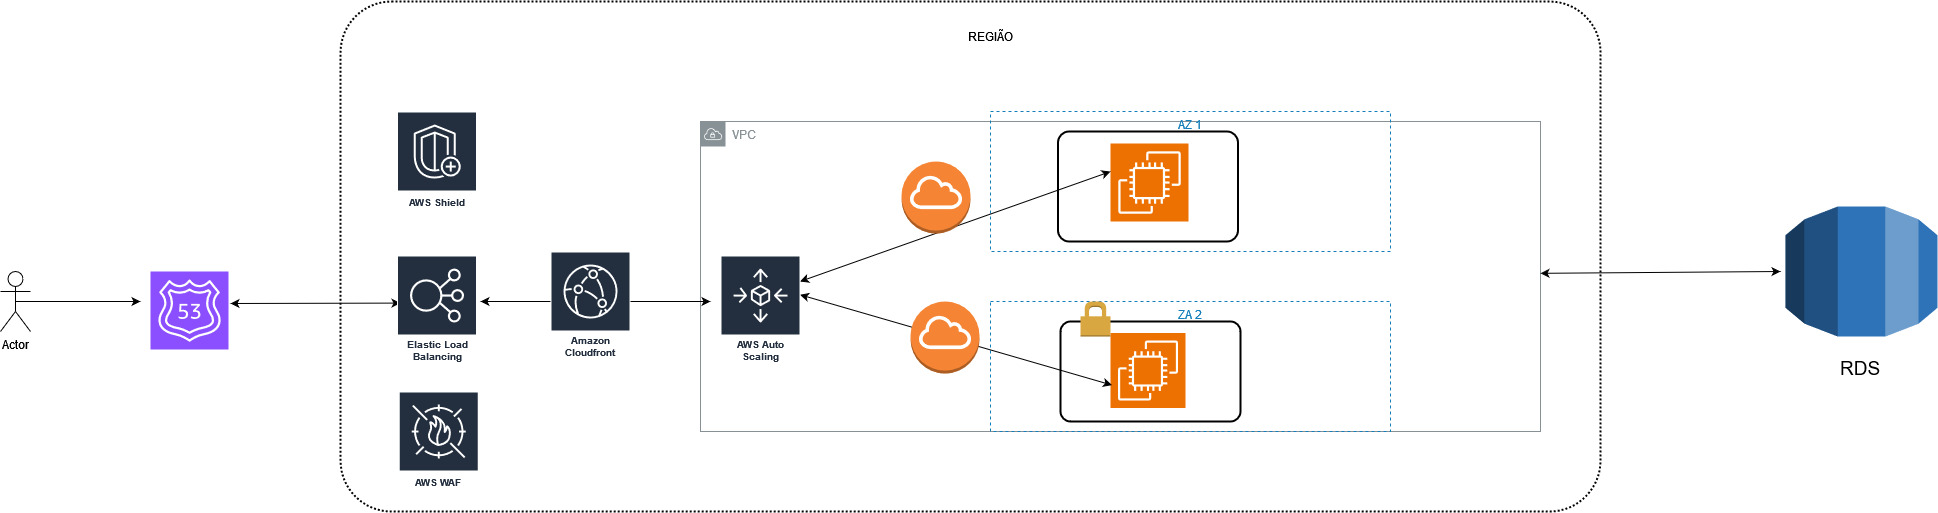 REGIÃO
VPC
AZ 1
AWS Shield
53
Actor
Elastic Load
Balancing
Amazon
Cloudfront
AWS Auto
Scaling
ZA 2
RDS
AWS WAF